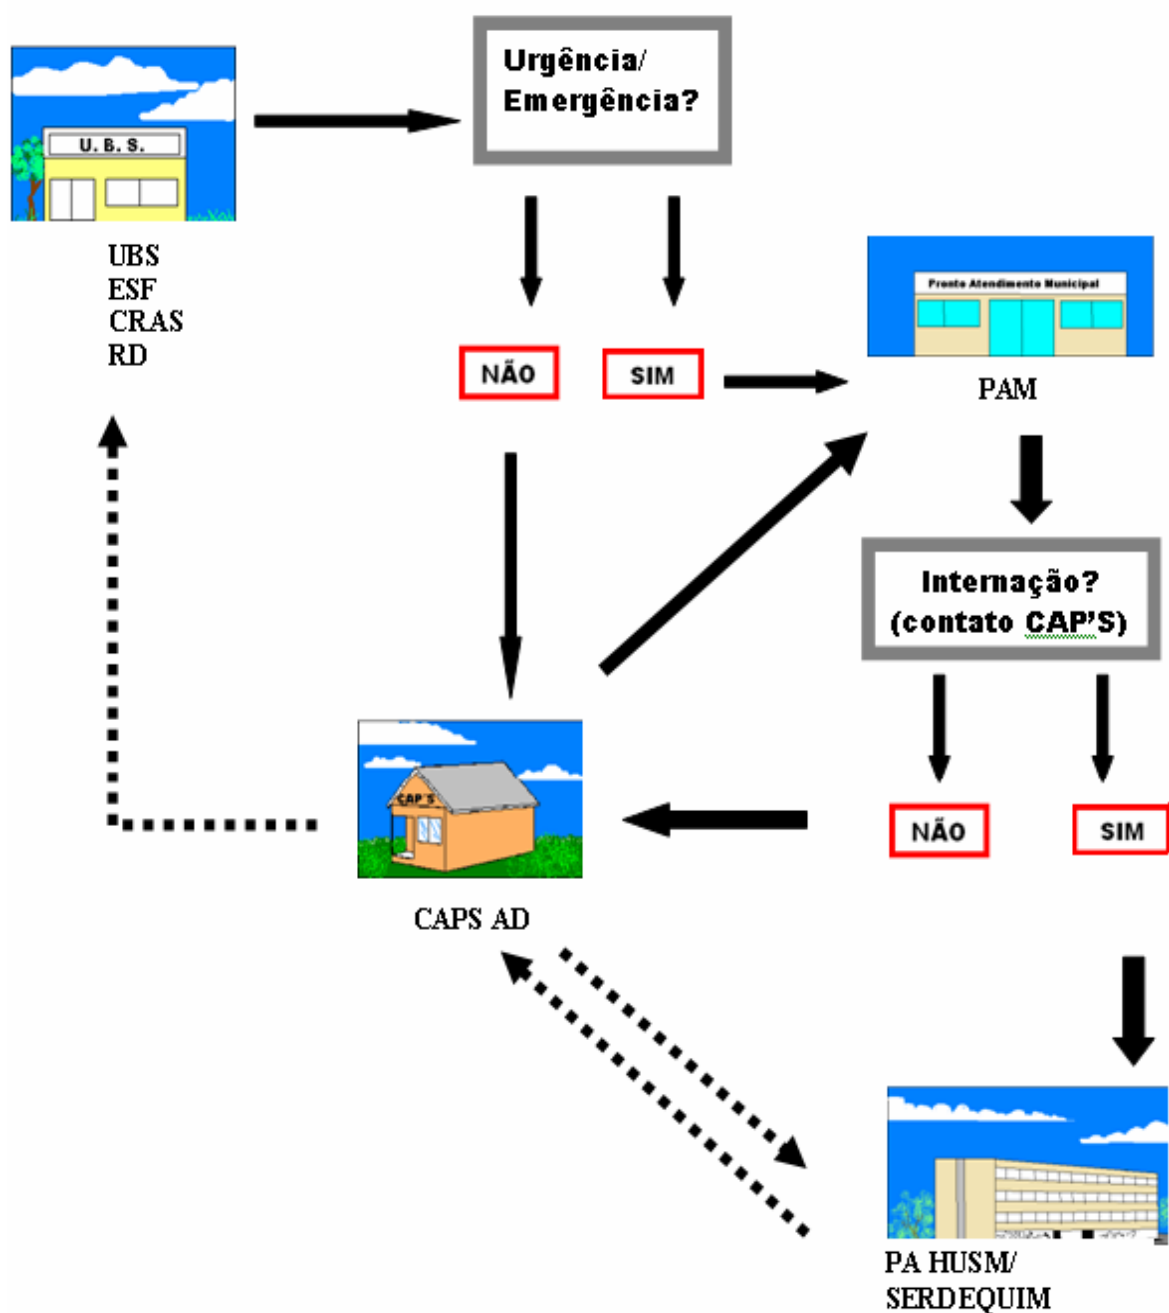 Urgência/
Emergência?
U. B. S.
UBS
ESF
CRAS
RD
Pronto Atendimento Municipal
NÃO
SIM
PAM
Internação?
(contato CAP'S)
CAP'S
NÃO
SIM
CAPS AD
PA HUSM/
SERDEQUIM